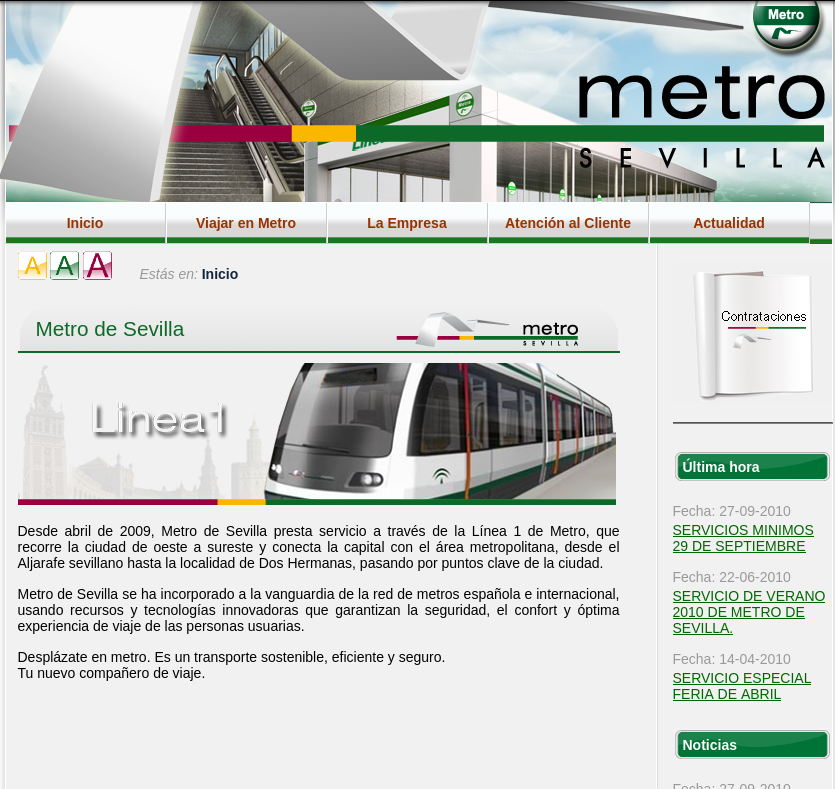 Metro
metro
SEVILLA
Inicio
Viajar en Metro
La Empresa
Atención al Cliente
Actualidad
A A A
Estás en: Inicio
Metro de Sevilla
metro
SEVILLA
Linea1
Desde abril de 2009, Metro de Sevilla presta servicio a través de la Línea 1 de Metro, que
recorre la ciudad de oeste a sureste y conecta la capital con el área metropolitana, desde el
Aljarafe sevillano hasta la localidad de Dos Hermanas, pasando por puntos clave de la ciudad.
Metro de Sevilla se ha incorporado a la vanguardia de la red de metros española e internacional,
usando recursos y tecnologías innovadoras que garantizan la seguridad, el confort y óptima
experiencia de viaje de las personas usuarias.
Desplázate en metro. Es un transporte sostenible, eficiente y seguro.
Tu nuevo compañero de viaje.
Contrataciones
Última hora
Fecha: 27-09-2010
SERVICIOS MINIMOS
29 DE SEPTIEMBRE
Fecha: 22-06-2010
SERVICIO DE VERANO
2010 DE METRO DE
SEVILLA.
Fecha: 14-04-2010
SERVICIO ESPECIAL
FERIA DE ABRIL
Noticias
Fecha: 27-09-2010